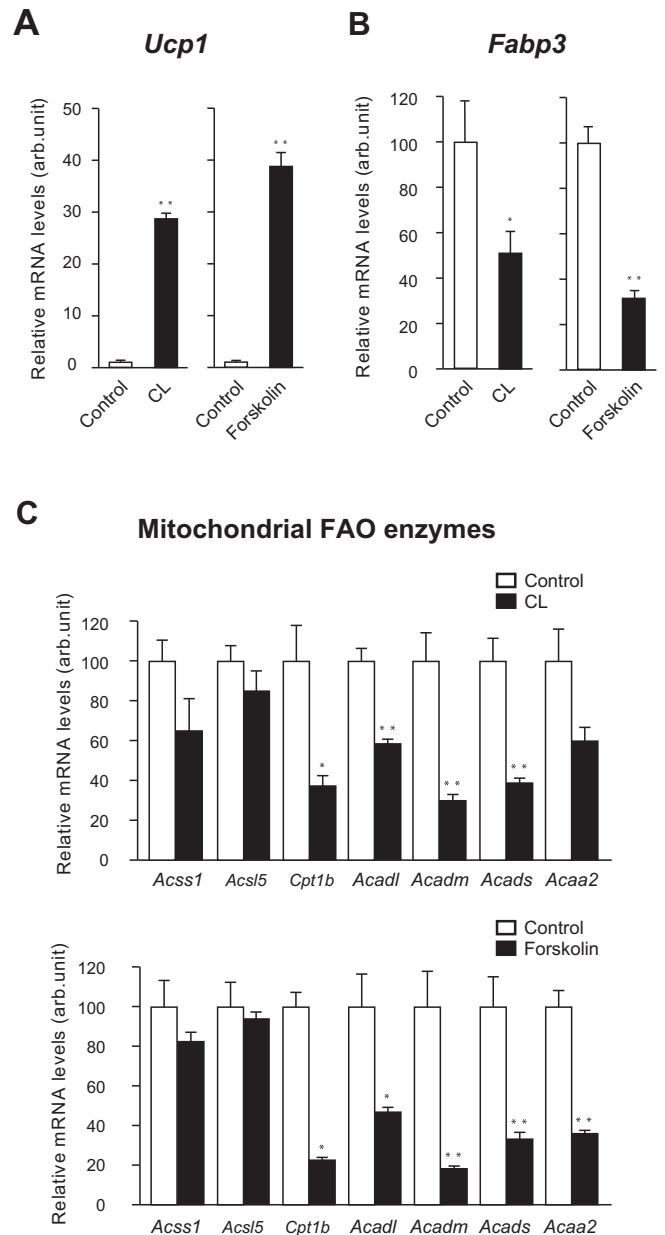 A
Ucp1
Relative mRNA levels (arb.unit)
50
40
30
20
10
0
* *
* *
Control
CL
Control
Forskolin
B
Fabp3
Relative mRNA levels (arb.unit)
120
100
80
60
40
20
0
*
* *
Control
CL
Control
Forskolin
C
Mitochondrial FAO enzymes
Control
CL
Relative mRNA levels (arb.unit)
120
100
80
60
40
20
0
*
* *
* *
* *
Acss1 Acsl5 Cpt1b Acadl Acadm Acads Acaa2
Control
Forskolin
Relative mRNA levels (arb.unit)
120
100
80
60
40
20
0
*
*
* *
* *
* *
Acss1 Acsl5 Cpt1b Acadl Acadm Acads Acaa2